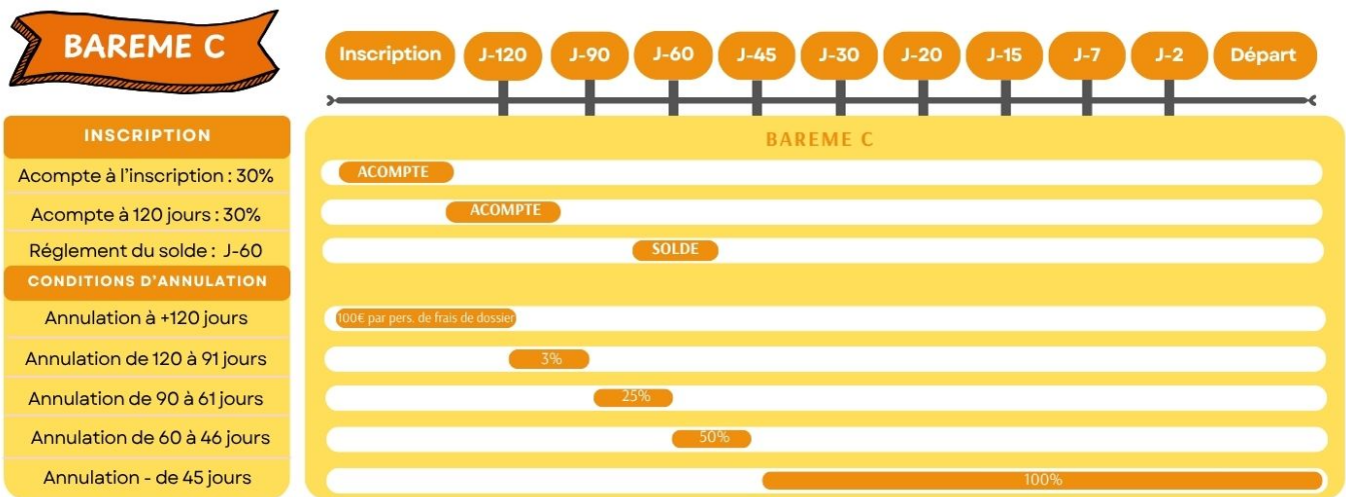 BAREME C
Inscription J-120 J-90 J-60 J-45 J-30 J-20 J-15 J-7 J-2 Départ
INSCRIPTION
BAREME C
Acompte à l'inscription : 30%
ACOMPTE
Acompte à 120 jours : 30%
ACOMPTE
Réglement du solde : J-60
SOLDE
CONDITIONS D'ANNULATION
Annulation à +120 jours
100€ par pers. de frais de dossier
Annulation de 120 à 91 jours
3%
Annulation de 90 à 61 jours
25%
Annulation de 60 à 46 jours
50%
Annulation - de 45 jours
100%